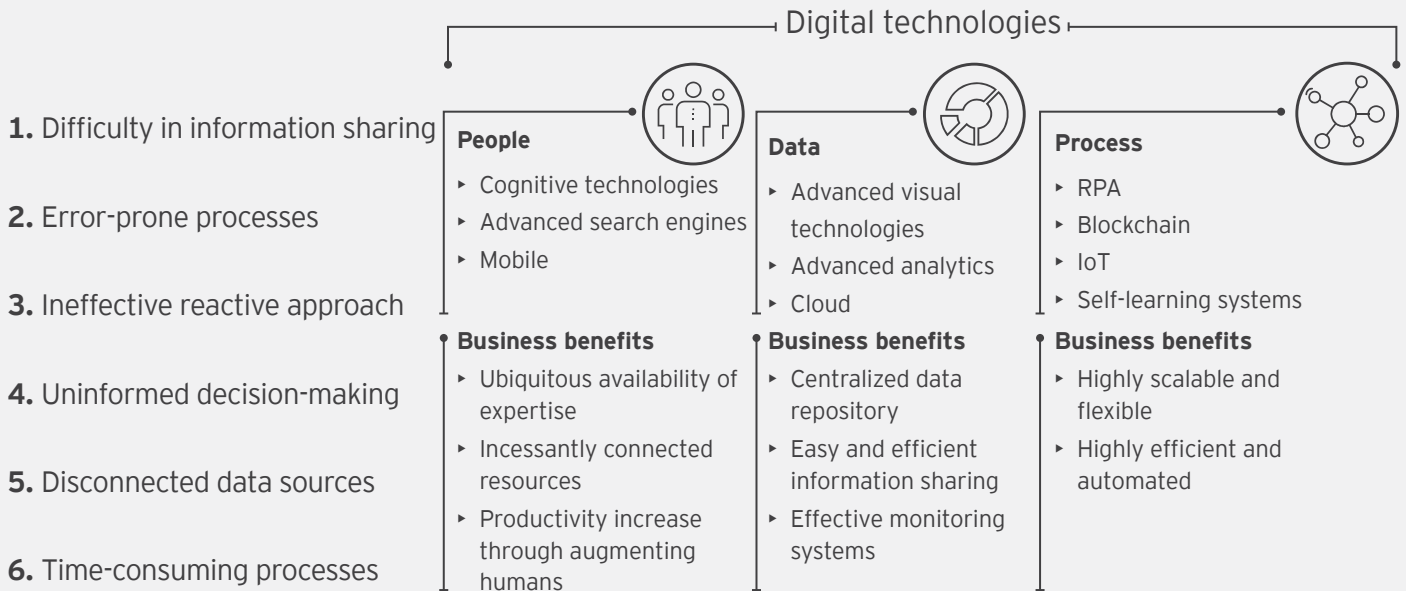 Digital technologies
1. Difficulty in information sharing
2. Error-prone processes
3. Ineffective reactive approach
4. Uninformed decision-making
5. Disconnected data sources
6. Time-consuming processes
People
‣ Cognitive technologies
‣ Advanced search engines
‣ Mobile
Business benefits
‣ Ubiquitous availability of
expertise
‣ Incessantly connected
resources
‣ Productivity increase
through augmenting
humans
Data
‣ Advanced visual
technologies
‣ Advanced analytics
‣ Cloud
Business benefits
‣ Centralized data
repository
‣ Easy and efficient
information sharing
‣ Effective monitoring
systems
Process
‣ RPA
‣ Blockchain
‣ IoT
‣ Self-learning systems
Business benefits
‣ Highly scalable and
flexible
‣ Highly efficient and
automated